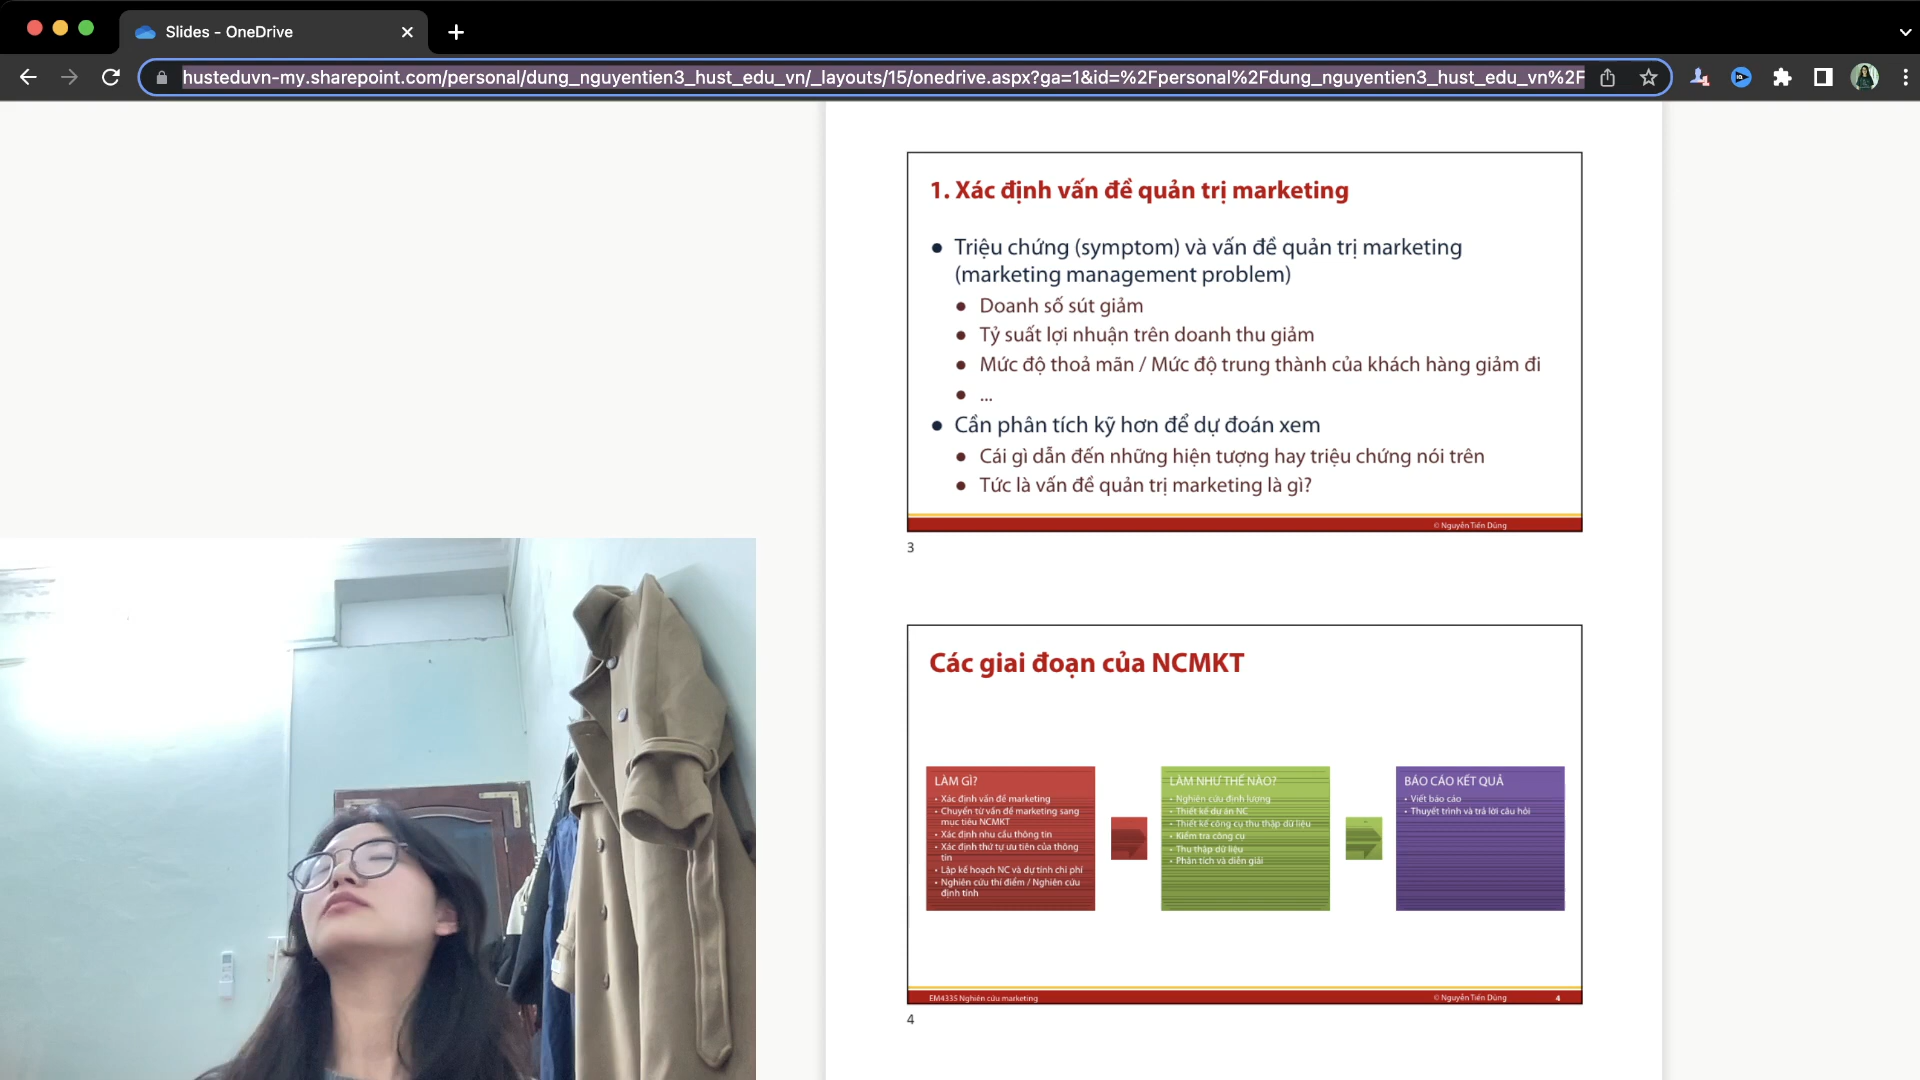 Slides - OneDrive
husteduvn-my.sharepoint.com/personal/dung_nguyentien3_hust_edu_vn/_layouts/15/onedrive.aspx?ga=1&id=%2Fpersonal%2Fdung_nguyentien3_hust_edu_vn%2F
1. Xác định vấn đề quản trị marketing
● Triệu chứng (symptom) và vấn đề quản trị marketing
(marketing management problem)
● Doanh số sút giảm
● Tỷ suất lợi nhuận trên doanh thu giảm
● Mức độ thoả mãn / Mức độ trung thành của khách hàng giảm đi
● ...
● Cần phân tích kỹ hơn để dự đoán xem
● Cái gì dẫn đến những hiện tượng hay triệu chứng nói trên
● Tức là vấn đề quản trị marketing là gì?
© Nguyễn Tiến Dũng
3
Các giai đoạn của NCMKT
LÀM GÌ?
• Xác định vấn đề marketing
• Chuyển từ vấn đề marketing sang
mục tiêu NCMKT
• Xác định nhu cầu thông tin
• Xác định thứ tự ưu tiên của thông
tin
• Lập kế hoạch NC và dự tính chi phí
• Nghiên cứu thí điểm / Nghiên cứu
định tính
LÀM NHƯ THẾ NÀO?
• Nghiên cứu định lượng
• Thiết kế dự án NC
• Thiết kế công cụ thu thập dữ liệu
• Kiểm tra công cụ
• Thu thập dữ liệu
• Phân tích và diễn giải
BÁO CÁO KẾT QUẢ
• Viết báo cáo
• Thuyết trình và trả lời câu hỏi
EM4335 Nghiên cứu marketing
© Nguyễn Tiến Dũng
4
4